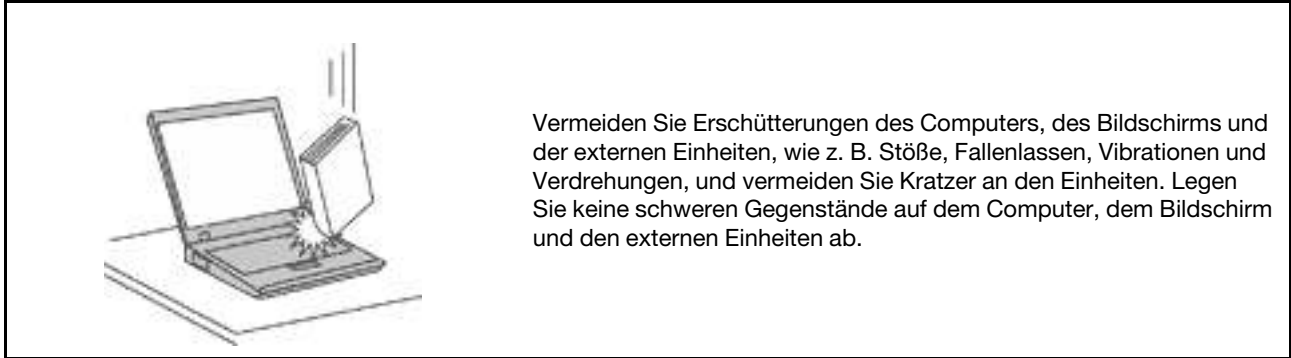 Vermeiden Sie Erschütterungen des Computers, des Bildschirms und
der externen Einheiten, wie z. B. Stöße, Fallenlassen, Vibrationen und
Verdrehungen, und vermeiden Sie Kratzer an den Einheiten. Legen
Sie keine schweren Gegenstände auf dem Computer, dem Bildschirm
und den externen Einheiten ab.